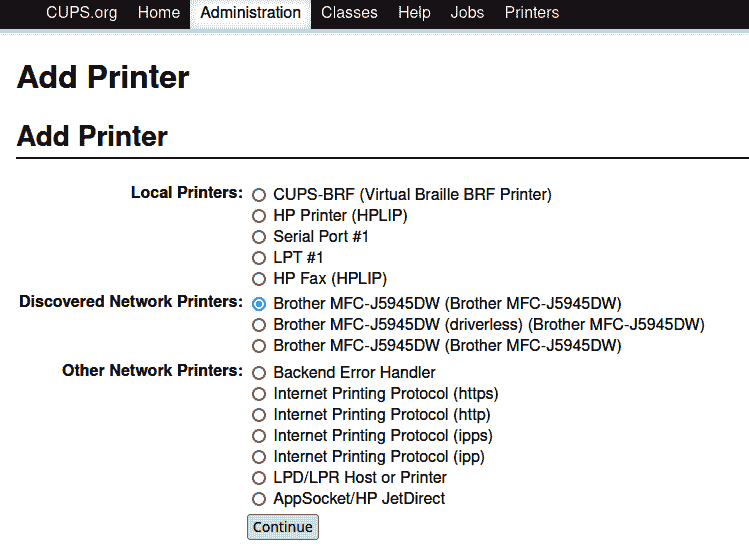 CUPS.org Home Administration Classes Help Jobs Printers
Add Printer
Add Printer
Local Printers: CUPS-BRF (Virtual Braille BRF Printer)
HP Printer (HPLIP)
Serial Port #1
LPT #1
HP Fax (HPLIP)
Discovered Network Printers: Brother MFC-J5945DW (Brother MFC-J5945DW)
Brother MFC-J5945DW (driverless) (Brother MFC-J5945DW)
Brother MFC-J5945DW (Brother MFC-J5945DW)
Other Network Printers: Backend Error Handler
Internet Printing Protocol (https)
Internet Printing Protocol (http)
Internet Printing Protocol (ipps)
Internet Printing Protocol (ipp)
LPD/LPR Host or Printer
AppSocket/HP JetDirect
Continue